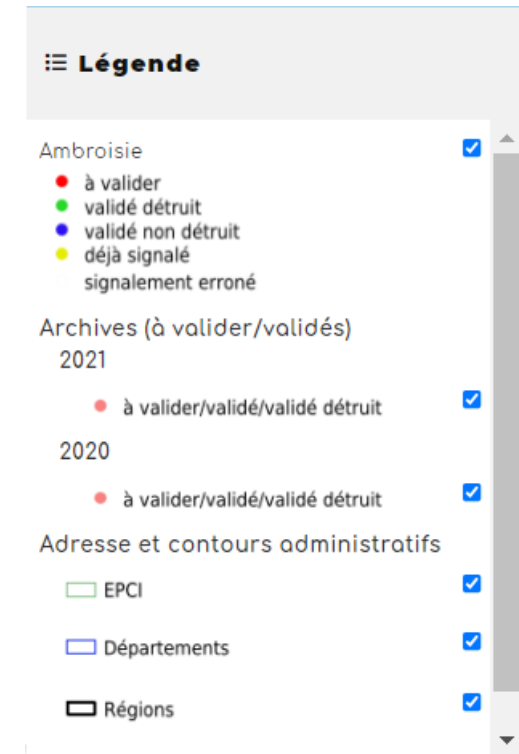 Légende
Ambroisie
à valider
validé détruit
validé non détruit
déjà signalé
signalement erroné
Archives (à valider/validés)
2021
à valider/validé/validé détruit
2020
à valider/validé/validé détruit
Adresse et contours administratifs
EPCI
Départements
Régions